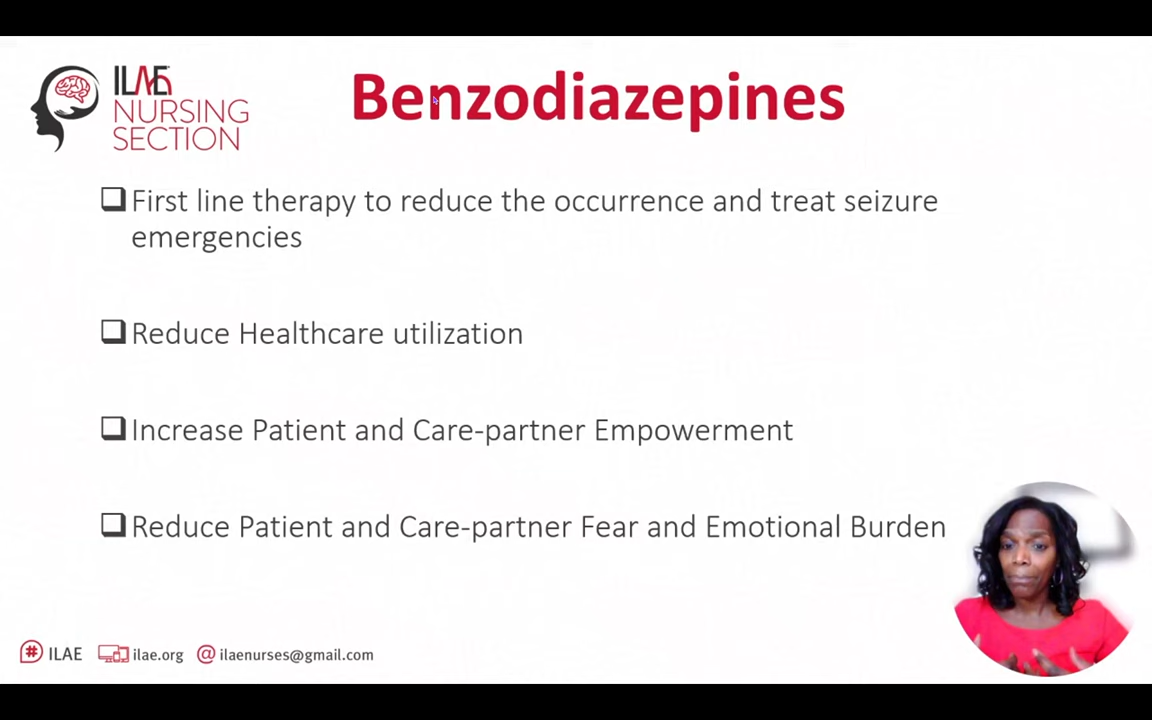 ILAE
NURSING
SECTION
Benzodiazepines
First line therapy to reduce the occurrence and treat seizure
emergencies
Reduce Healthcare utilization
Increase Patient and Care-partner Empowerment
Reduce Patient and Care-partner Fear and Emotional Burden
# ILAE ilae.org @ ilaenurses@gmail.com